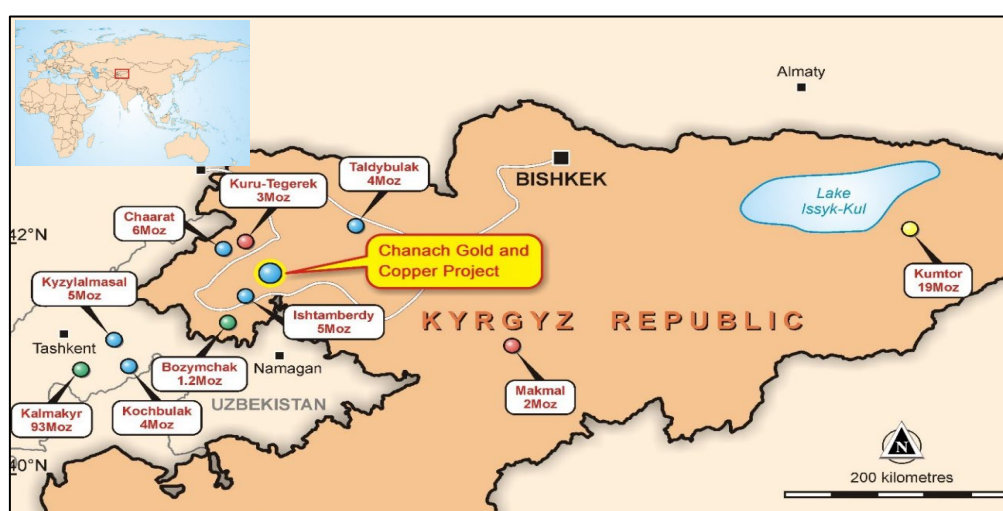 Almaty
Taldybulak
4Moz
BISHKEK
Kuru-Tegerek
3Moz
Lake
Issyk-Kul
Chaarat
6Moz
42°N
Chanach Gold and
Copper Project
Kumtor
19Moz
Kyzylalmasal
5Moz
Ishtamberdy
5Moz
KYRGYZ REPUBLIC
Tashkent
Bozymchak
1.2Moz
Namagan
Makmal
2Moz
Kalmakyr
93Moz
Kochbulak
4Moz
UZBEKISTAN
N
40°N
200 kilometres